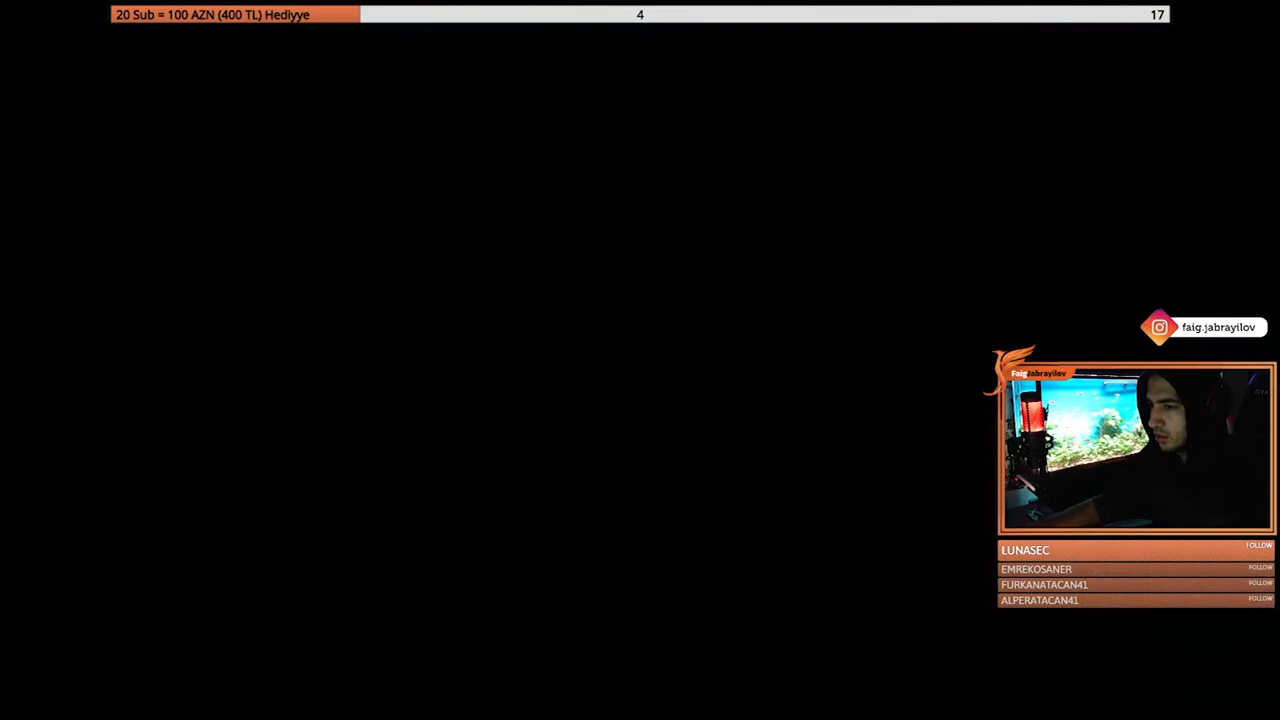 20 Sub = 100 AZN (400 TL) Hediyye 4 17
faig.jabrayilov
FaigJabrayilov
LUNASEC FOLLOW
EMREKOSANER FOLLOW
FURKANATACAN41 FOLLOW
ALPERATACAN41 FOLLOW